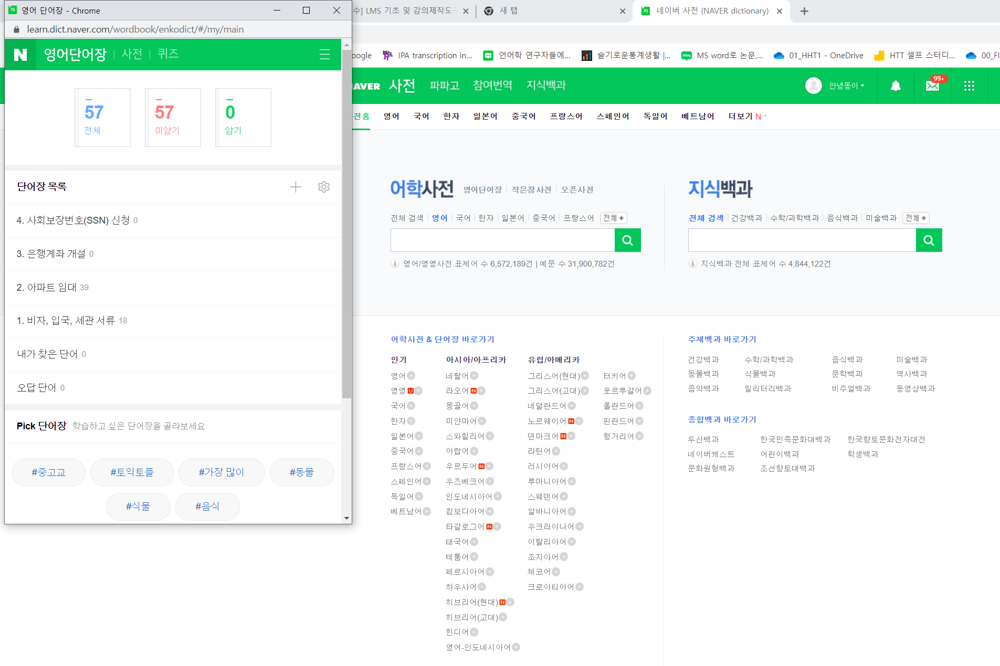 영어 단어장 - Chrome
learn.dict.naver.com/wordbook/enkodict/#/my/main
N 영어단어장 사전 퀴즈
57
전체
57
미암기
0
암기
단어장 목록
4. 사회보장번호(SSN) 신청 0
3. 은행계좌 개설 0
2. 아파트 임대 39
1. 비자, 입국, 세관 서류 18
내가 찾은 단어 0
오답 단어 0
Pick 단어장 학습하고 싶은 단어장을 골라보세요
#중고교 #토익토플 #가장 많이 #동물
#식물 #음식
수] LMS 기초 및 강의제작도구 새 탭 네이버 사전 (NAVER dictionary)
oogle IPA transcription in... 언어학 연구자들에... 슬기로운통계생활 |... MS word로 논문,... 01_HHT1 - OneDrive HTT 셀프 스터디... 00_FI
NAVER 사전 파파고 참여번역 지식백과 안녕동이 99+
전홈 영어 국어 한자 일본어 중국어 프랑스어 스페인어 독일어 베트남어 더보기 N
어학사전 영어단어장 작은창사전 오픈사전
전체 검색 영어 국어 한자 일본어 중국어 프랑스어 전체 +
영어/영영사전 표제어 수 6,572,189건 | 예문 수 31,900,782건
지식백과
전체 검색 건강백과 수학/과학백과 음식백과 미술백과 전체 +
지식백과 전체 표제어 수 4,844,122건
어학사전 & 단어장 바로가기
인기
영어
영영 U
국어
한자
일본어
중국어
프랑스어
스페인어
독일어
베트남어
아시아/아프리카
네팔어
라오어 N
몽골어
미얀마어
스와힐리어
아랍어
우르두어 N
우즈베크어
인도네시아어
캄보디아어
타갈로그어 N
태국어
테툼어
페르시아어
하우사어
히브리어(현대) N
히브리어(고대)
힌디어
영어-인도네시아어
유럽/아메리카
그리스어(현대)
그리스어(고대)
네덜란드어
노르웨이어 N
덴마크어 N
라틴어
러시아어
루마니아어
스웨덴어
알바니아어
우크라이나어
이탈리아어
조지아어
체코어
크로아티아어
터키어
포르투갈어
폴란드어
핀란드어
헝가리어
주제백과 바로가기
건강백과 수학/과학백과 음식백과 미술백과
동물백과 식물백과 문학백과 역사백과
음악백과 밀리터리백과 비주얼백과 동영상백과
종합백과 바로가기
두산백과 한국민족문화대백과 한국향토문화전자대전
네이버캐스트 어린이백과 학생백과
문화원형백과 조선향토대백과